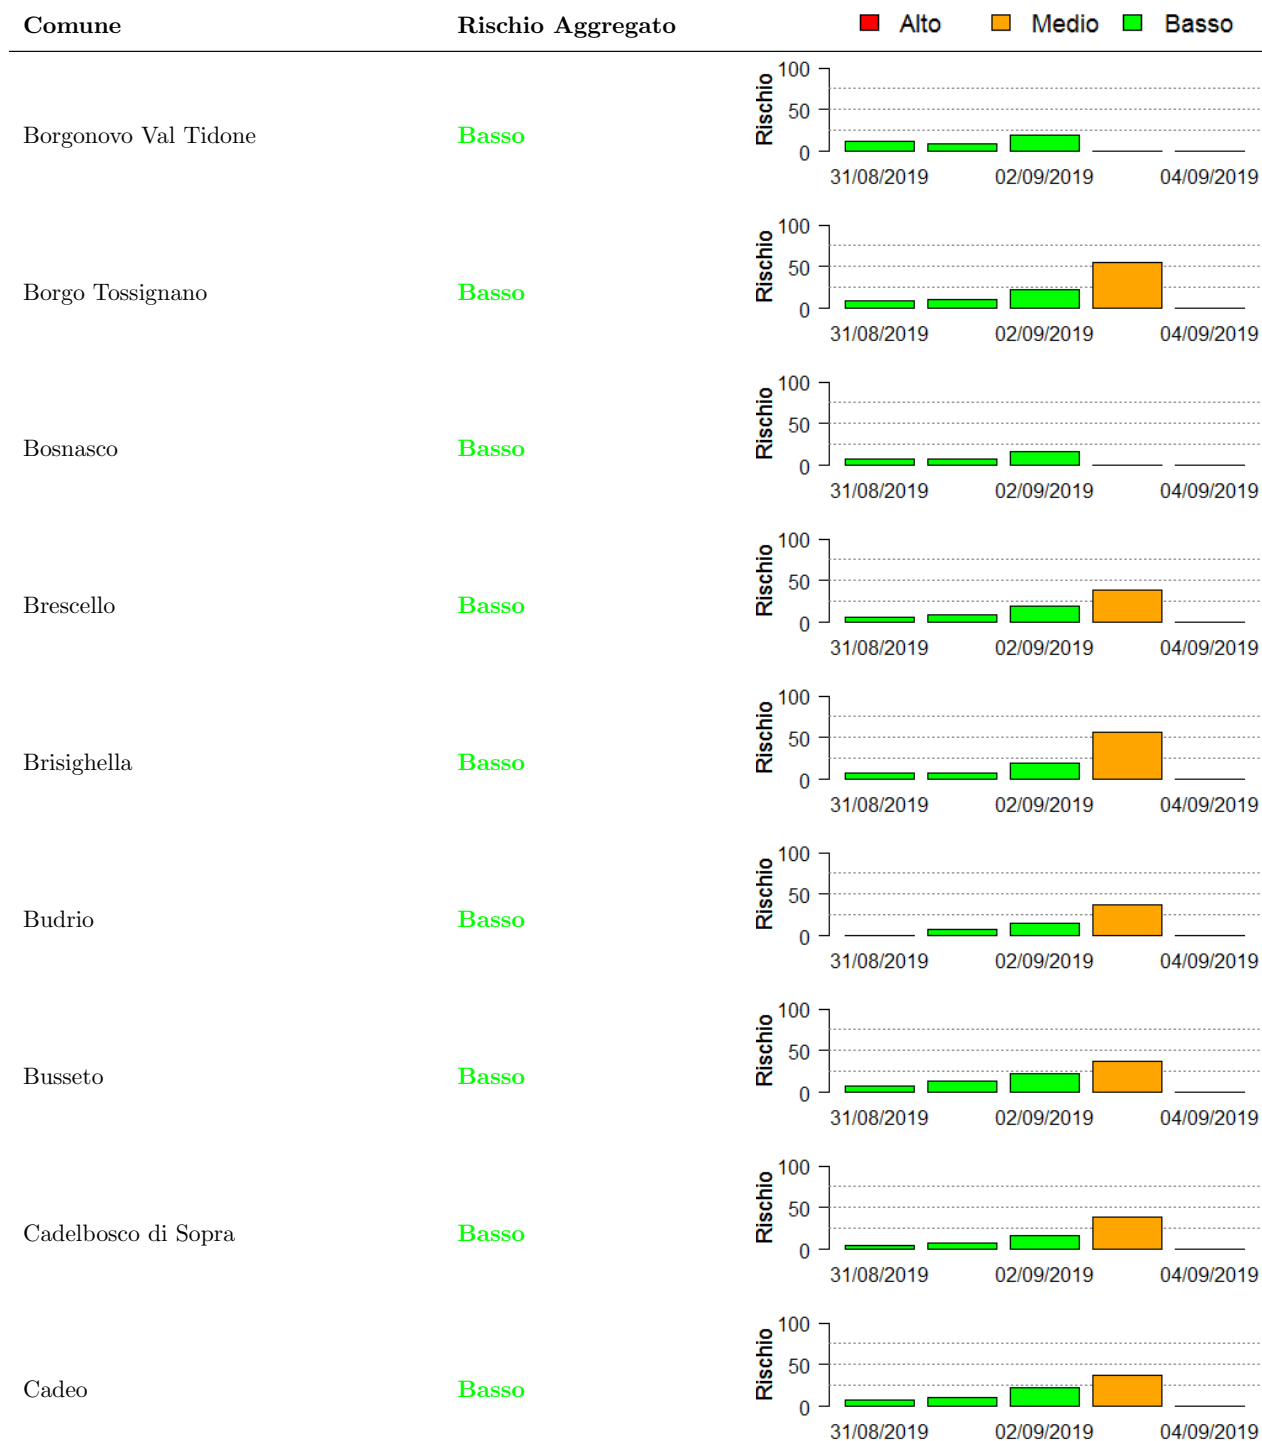 Comune Rischio Aggregato Alto Medio Basso
Borgonovo Val Tidone Basso
Rischio
100
50
0
31/08/2019 02/09/2019 04/09/2019
Borgo Tossignano Basso
Rischio
100
50
0
31/08/2019 02/09/2019 04/09/2019
Bosnasco Basso
Rischio
100
50
0
31/08/2019 02/09/2019 04/09/2019
Brescello Basso
Rischio
100
50
0
31/08/2019 02/09/2019 04/09/2019
Brisighella Basso
Rischio
100
50
0
31/08/2019 02/09/2019 04/09/2019
Budrio Basso
Rischio
100
50
0
31/08/2019 02/09/2019 04/09/2019
Busseto Basso
Rischio
100
50
0
31/08/2019 02/09/2019 04/09/2019
Cadelbosco di Sopra Basso
Rischio
100
50
0
31/08/2019 02/09/2019 04/09/2019
Cadeo Basso
Rischio
100
50
0
31/08/2019 02/09/2019 04/09/2019